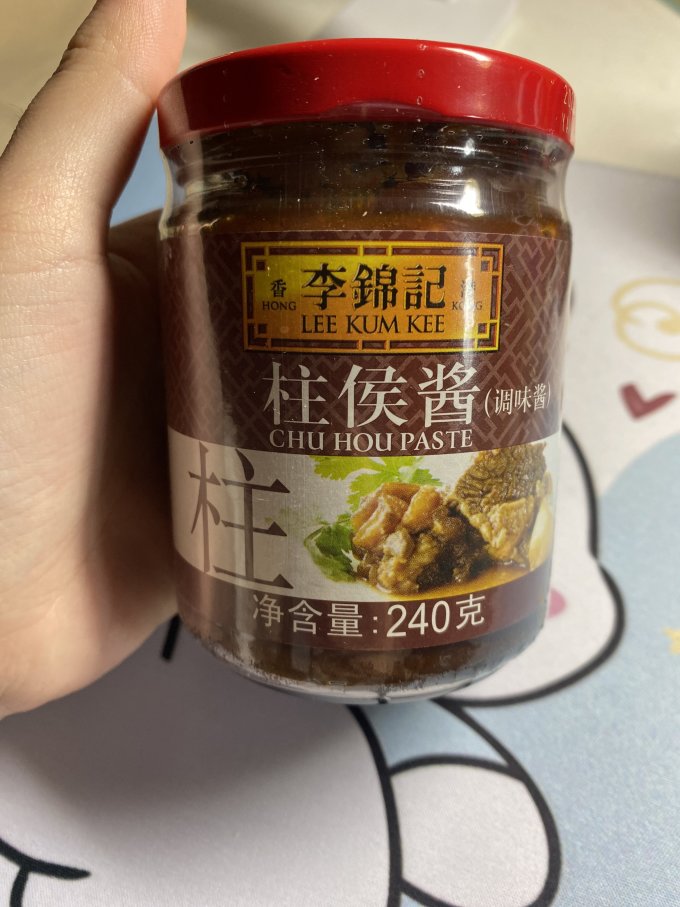 香 李錦記 港
HONG LEE KUM KEE KONG
柱侯酱(调味酱)
CHU HOU PASTE
柱
净含量:240克